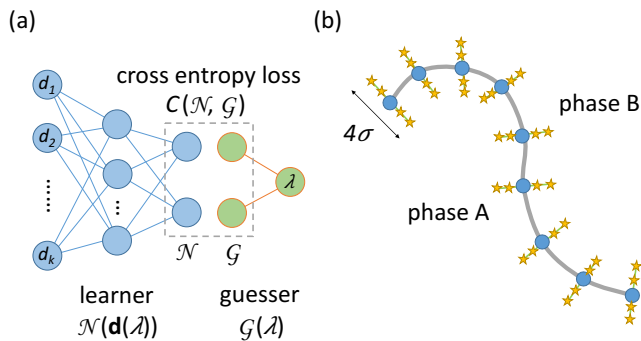 (a)
cross entropy loss
C(𝒩, 𝒢)
d1
d2
......
dk
⋮
λ
𝒩
𝒢
learner
𝒩(d(λ))
guesser
𝒢(λ)
(b)
4σ
phase B
phase A